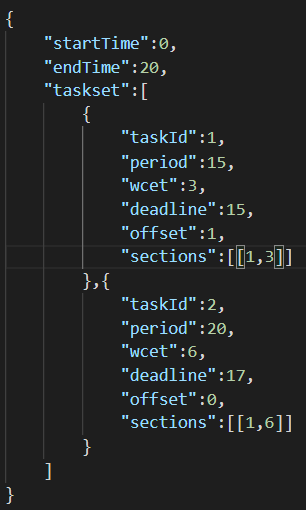 {
    "startTime":0,
    "endTime":20,
    "taskset":[
        {
            "taskId":1,
            "period":15,
            "wcet":3,
            "deadline":15,
            "offset":1,
            "sections":[[1,3]]
        },{
            "taskId":2,
            "period":20,
            "wcet":6,
            "deadline":17,
            "offset":0,
            "sections":[[1,6]]
        }
    ]
}